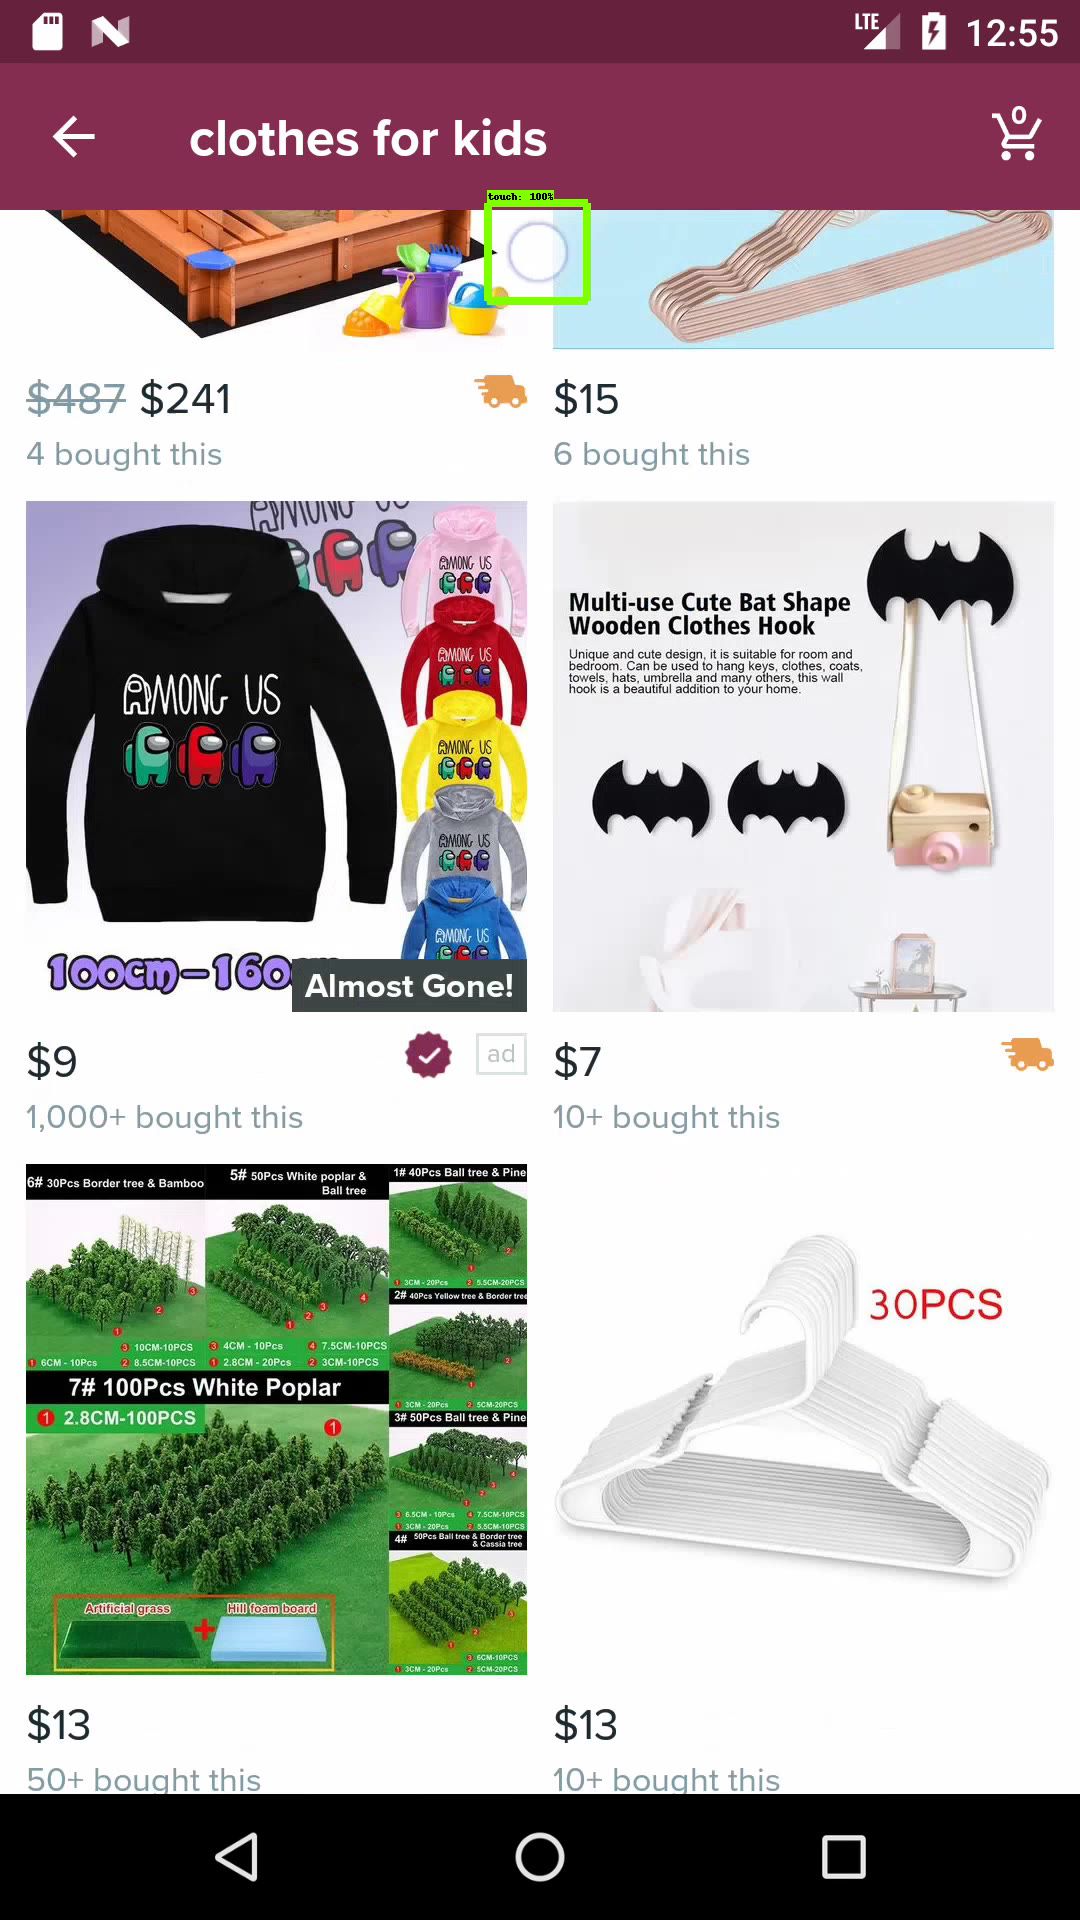 LTE
12:55
clothes for kids
0
touch: 100%
$487 $241
4 bought this
$15
6 bought this
AMONG US
AMONG US
AMONG US
AMONG US
AMONG US
AMONG US
AMONG US
100cm-160
Almost Gone!
Multi-use Cute Bat Shape
Wooden Clothes Hook
Unique and cute design, it is suitable for room and
bedroom. Can be used to hang keys, clothes, coats,
towels, hats, umbrella and many others, this wall
hook is a beautiful addition to your home.
$9
ad
1,000+ bought this
$7
10+ bought this
6# 30Pcs Border tree & Bamboo
3 10CM-10PCS
1 6CM - 10Pcs 2 8.5CM-10PCS
5# 50Pcs White poplar &
Ball tree
3 4CM - 10Pcs 4 7.5CM-10PCS
1 2.8CM - 20Pcs 2 3CM-10PCS
1# 40Pcs Ball tree & Pine
1 3CM - 20Pcs 2 5.5CM-20PCS
2# 40Pcs Yellow tree & Border tree
1 3CM - 20Pcs 2 5CM-20PCS
7# 100Pcs White Poplar
1 2.8CM-100PCS
1
3# 50Pcs Ball tree & Pine
3 6.5CM - 10Pcs 4 7.5CM-10PCS
1 3CM - 20Pcs 2 5.5CM-10PCS
4# 50Pcs Ball tree & Border tree
& Cassia tree
3 6CM-10PCS
1 3CM - 20Pcs 2 5CM-20PCS
Artificial grass + Hill foam board
30PCS
$13
50+ bought this
$13
10+ bought this